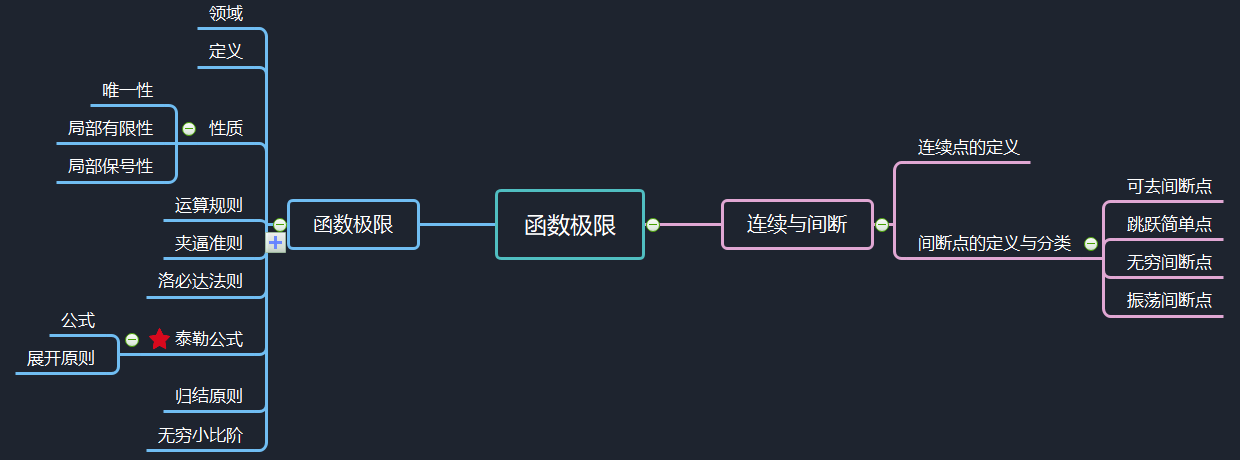 领域
定义
唯一性
局部有限性
局部保号性
性质
运算规则
夹逼准则
洛必达法则
公式
展开原则
泰勒公式
归结原则
无穷小比阶
函数极限
函数极限
连续与间断
连续点的定义
间断点的定义与分类
可去间断点
跳跃简单点
无穷间断点
振荡间断点